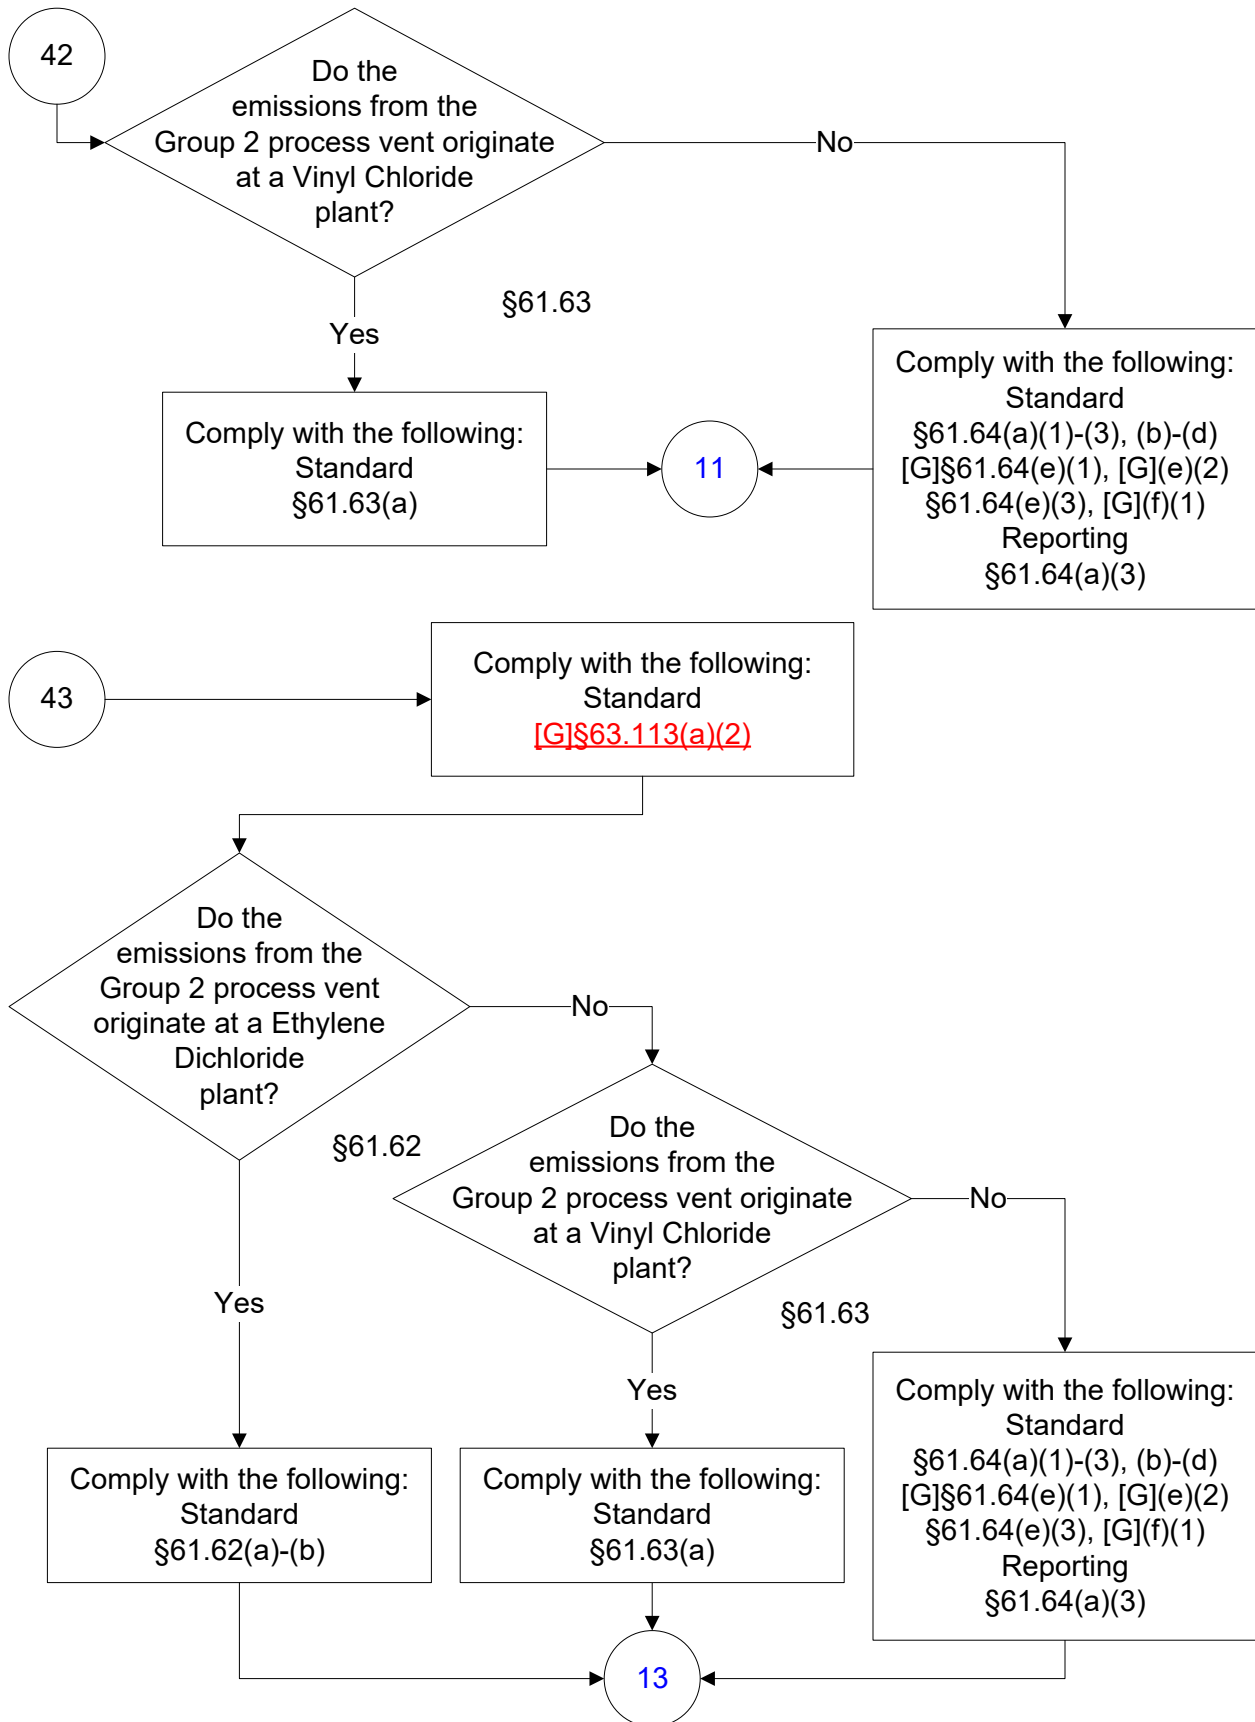 42
Do the
emissions from the
Group 2 process vent originate
at a Vinyl Chloride
plant?
No
§61.63
Yes
Comply with the following:
Standard
§61.63(a)
11
Comply with the following:
Standard
§61.64(a)(1)-(3), (b)-(d)
[G]§61.64(e)(1), [G](e)(2)
§61.64(e)(3), [G](f)(1)
Reporting
§61.64(a)(3)
43
Comply with the following:
Standard
[G]§63.113(a)(2)
Do the
emissions from the
Group 2 process vent
originate at a Ethylene
Dichloride
plant?
No
§61.62
Do the
emissions from the
Group 2 process vent originate
at a Vinyl Chloride
plant?
No
§61.63
Yes
Yes
Comply with the following:
Standard
§61.62(a)-(b)
Comply with the following:
Standard
§61.63(a)
Comply with the following:
Standard
§61.64(a)(1)-(3), (b)-(d)
[G]§61.64(e)(1), [G](e)(2)
§61.64(e)(3), [G](f)(1)
Reporting
§61.64(a)(3)
13